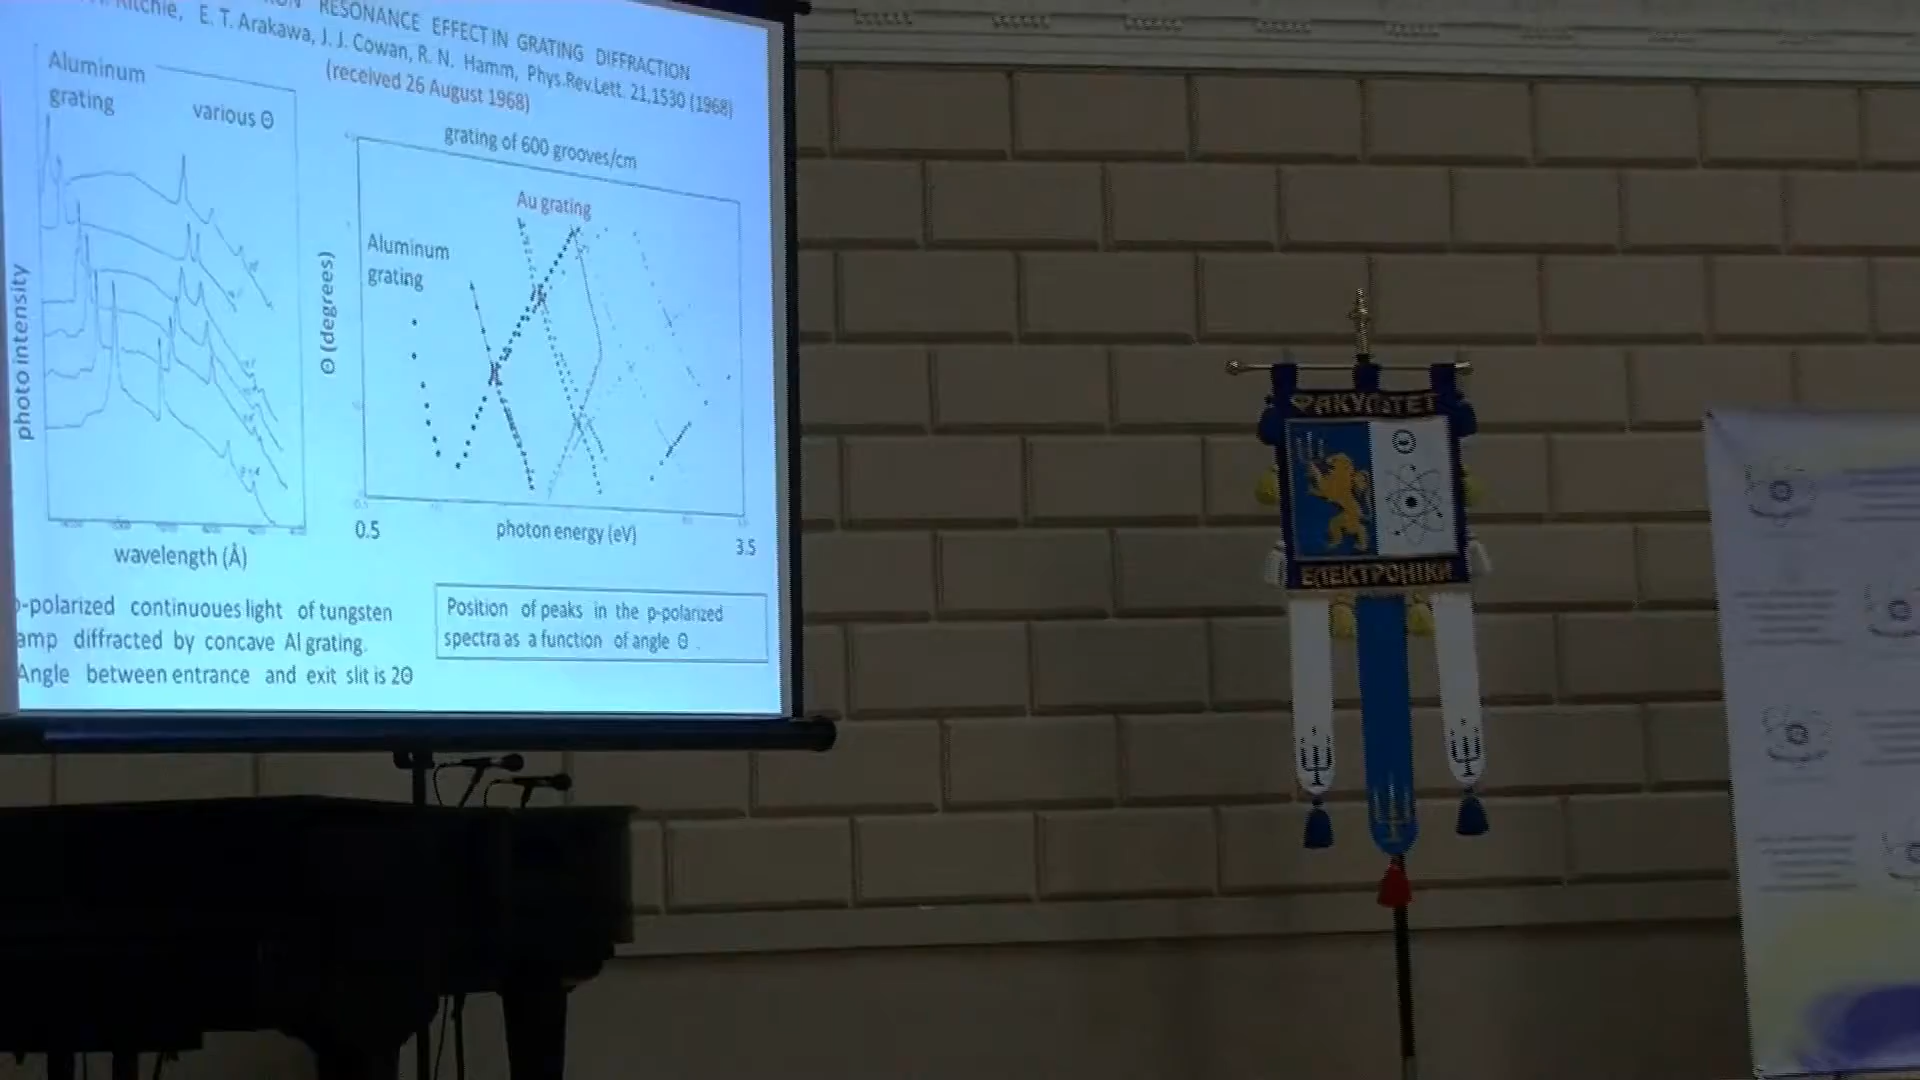 RESONANCE EFFECT IN GRATING DIFFRACTION
E. T. Arakawa, J. J. Cowan, R. N. Hamm, Phys.Rev.Lett. 21,1530 (1968)
(received 26 August 1968)
Aluminum
grating
various Θ
photo intensity
wavelength (Å)
grating of 600 grooves/cm
Au grating
Aluminum
grating
Θ (degrees)
0.5
photon energy (eV)
3.5
p-polarized continuoues light of tungsten
amp diffracted by concave Al grating.
Angle between entrance and exit slit is 2Θ
Position of peaks in the p-polarized
spectra as a function of angle Θ .
ФАКУЛЬТЕТ
ЕЛЕКТРОНІКИ